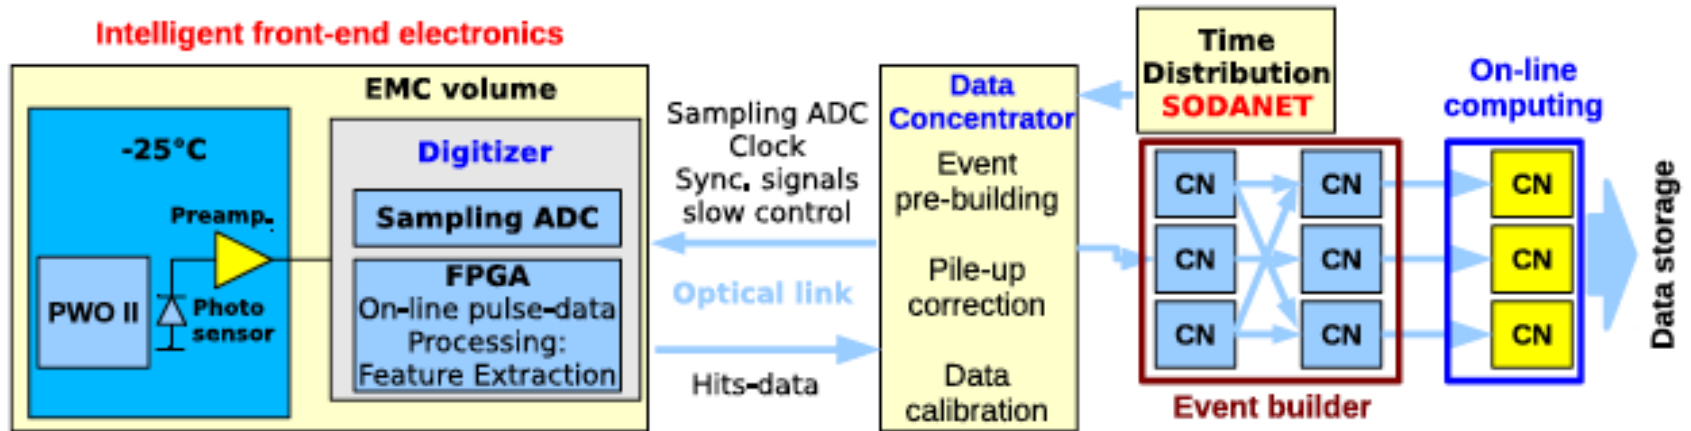 Intelligent front-end electronics
EMC volume
-25°C
Preamp.
PWO II
Photo
sensor
Digitizer
Sampling ADC
FPGA
On-line pulse-data
Processing:
Feature Extraction
Sampling ADC
Clock
Sync. signals
slow control
Optical link
Hits-data
Data
Concentrator
Event
pre-building
Pile-up
correction
Data
calibration
Time
Distribution
SODANET
CN CN
CN CN
CN CN
Event builder
On-line
computing
CN
CN
CN
Data storage